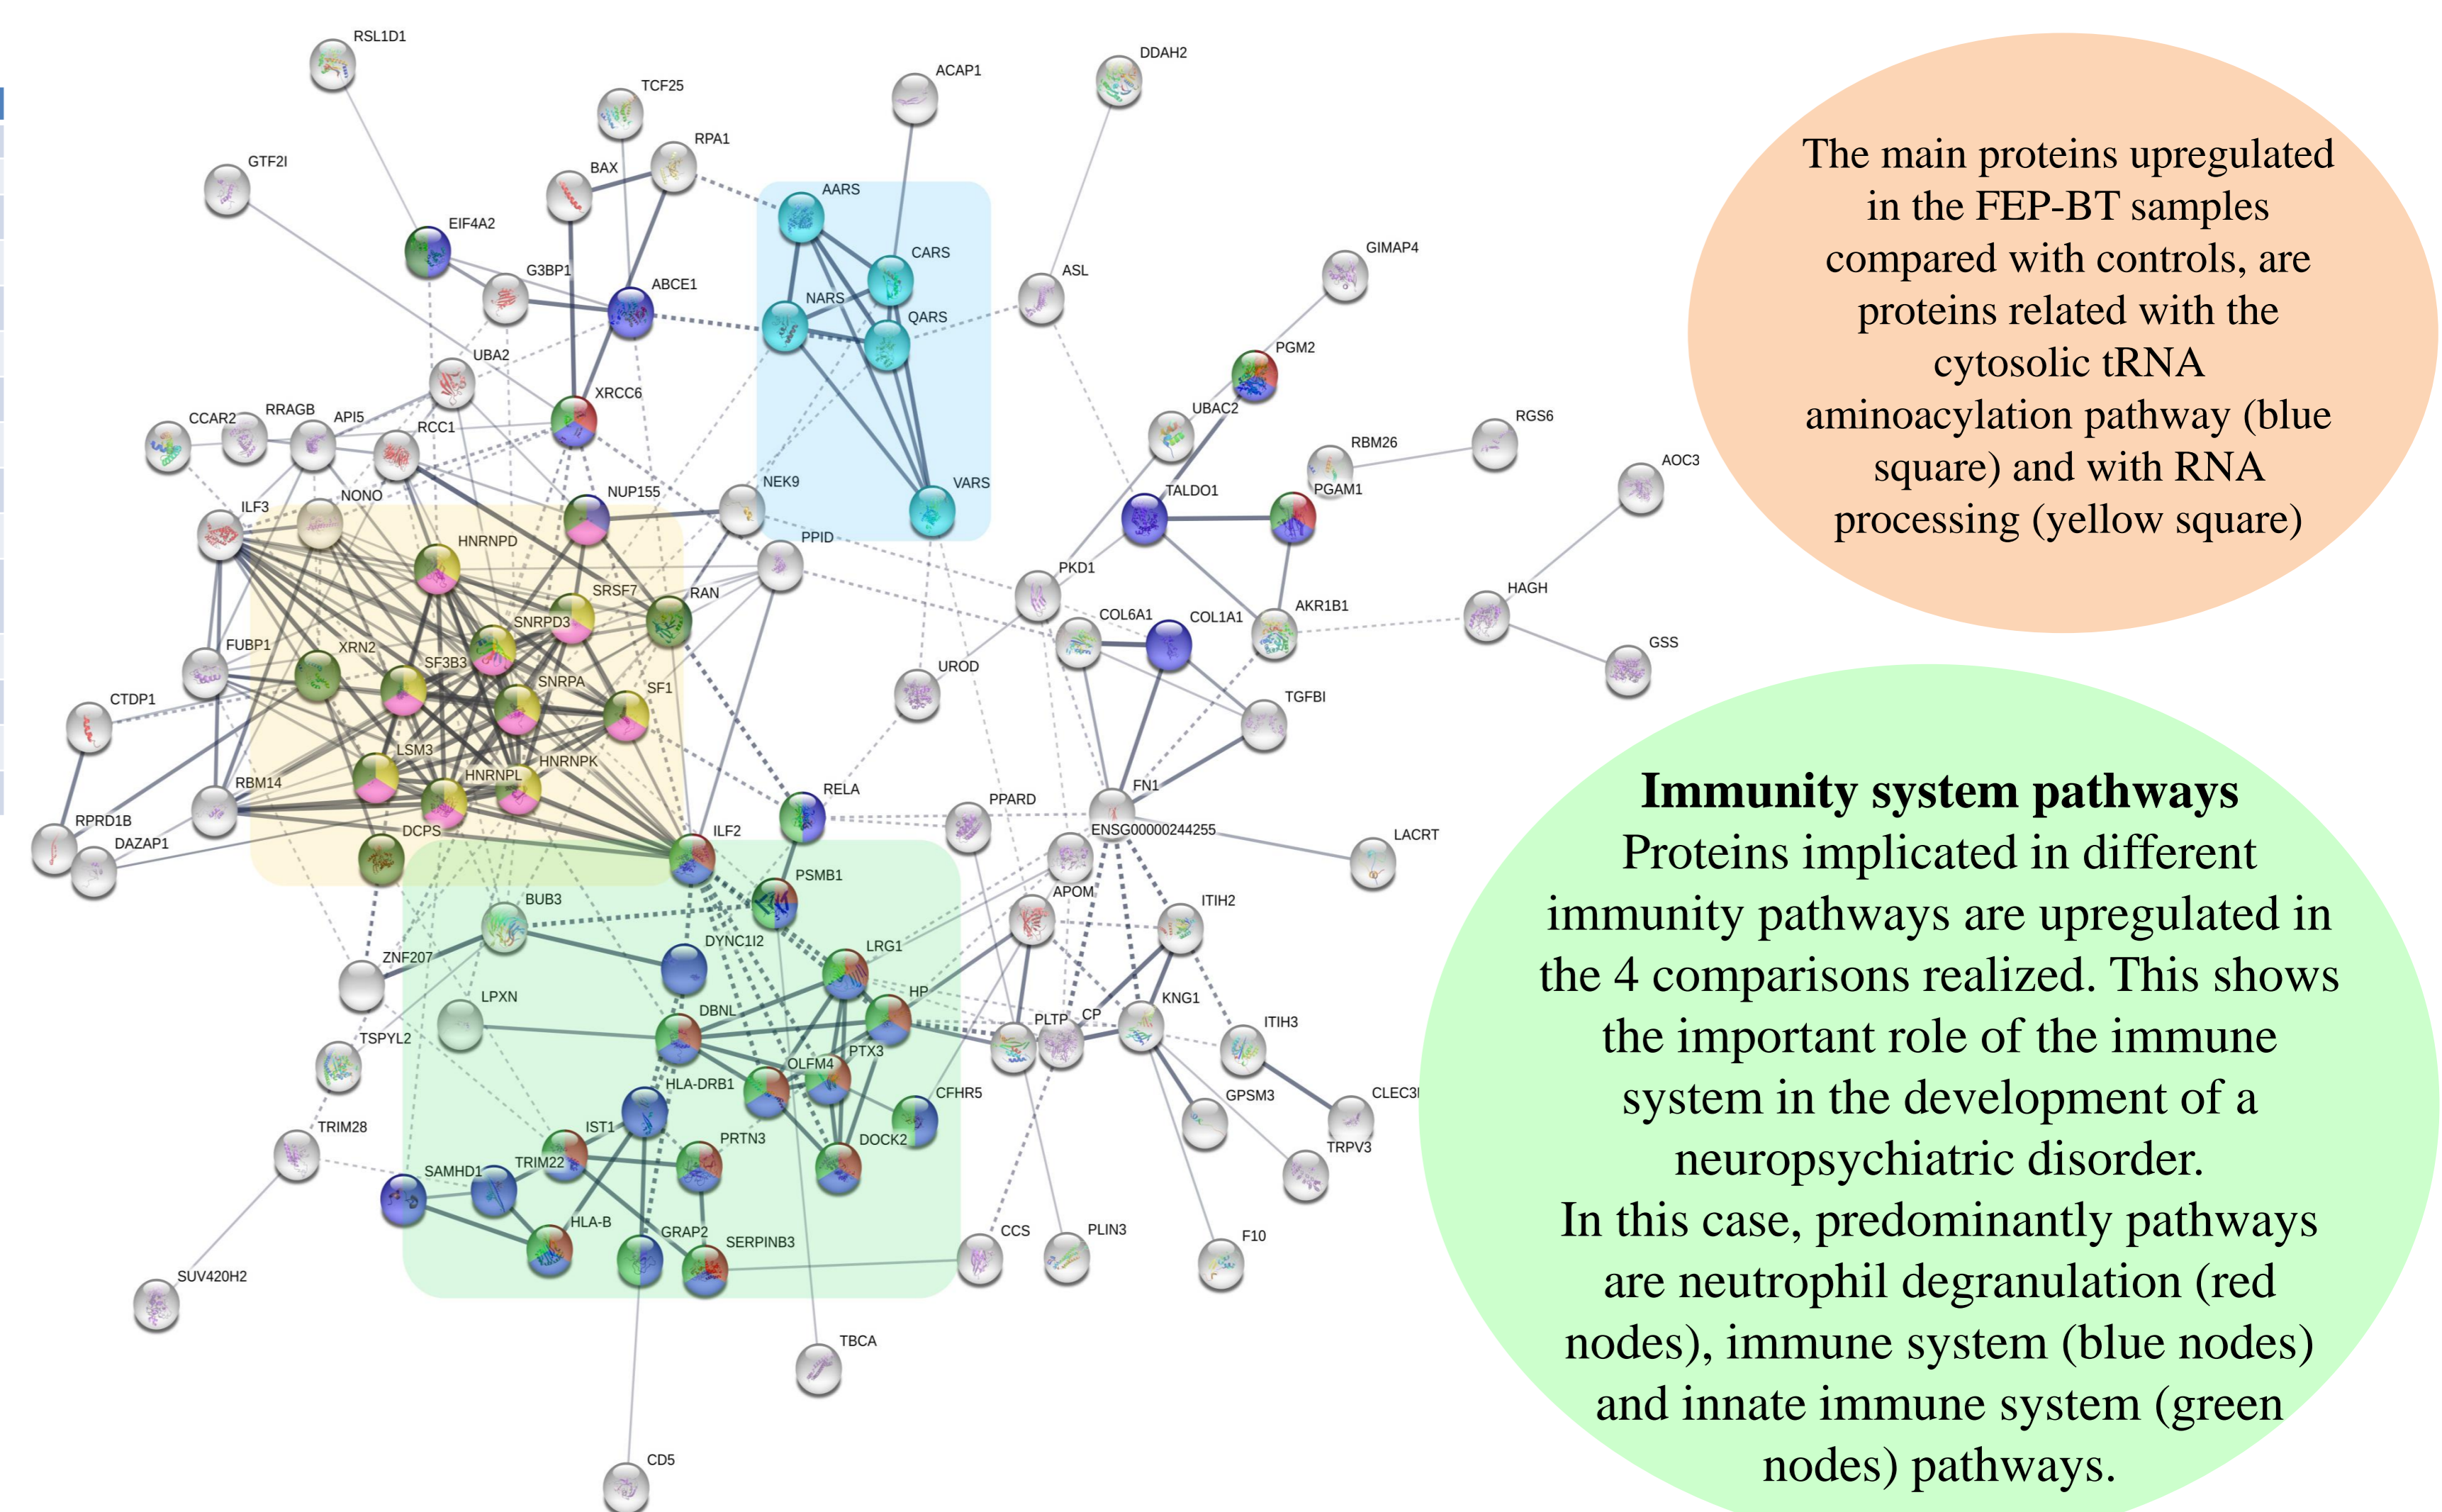 RSL1D1
DDAH2
ACAP1
TCF25
RPA1
GTF2I
BAX
AARS
EIF4A2
GIMAP4
CARS
G3BP1
ASL
ABCE1
NARS
QARS
UBA2
PGM2
XRCC6
RRAGB
UBAC2
CCAR2
API5
RGS6
RCC1
RBM26
AOC3
NEK9
VARS
NUP155
TALDO1
PGAM1
NONO
ILF3
PPID
HNRNPD
PKD1
SRSF7
RAN
HAGH
AKR1B1
COL6A1
COL1A1
SNRPD3
FUBP1
XRN2
GSS
SF3B3
UROD
SNRPA
SF1
TGFBI
CTDP1
LSM3
HNRNPK
HNRNPL
RBM14
FN1
RELA
PPARD
RPRD1B
DCPS
ILF2
ENSG00000244255
LACRT
DAZAP1
PSMB1
APOM
BUB3
ITIH2
DYNC1I2
LRG1
ZNF207
HP
LPXN
KNG1
DBNL
PLTP
CP
ITIH3
TSPYL2
PTX3
OLFM4
HLA-DRB1
CFHR5
GPSM3
CLEC3
TRIM28
IST1
PRTN3
DOCK2
TRPV3
TRIM22
SAMHD1
HLA-B
GRAP2
SERPINB3
CCS
PLIN3
F10
SUV420H2
TBCA
CD5
The main proteins upregulated
in the FEP-BT samples
compared with controls, are
proteins related with the
cytosolic tRNA
aminoacylation pathway (blue
square) and with RNA
processing (yellow square)
Immunity system pathways
Proteins implicated in different
immunity pathways are upregulated in
the 4 comparisons realized. This shows
the important role of the immune
system in the development of a
neuropsychiatric disorder.
In this case, predominantly pathways
are neutrophil degranulation (red
nodes), immune system (blue nodes)
and innate immune system (green
nodes) pathways.